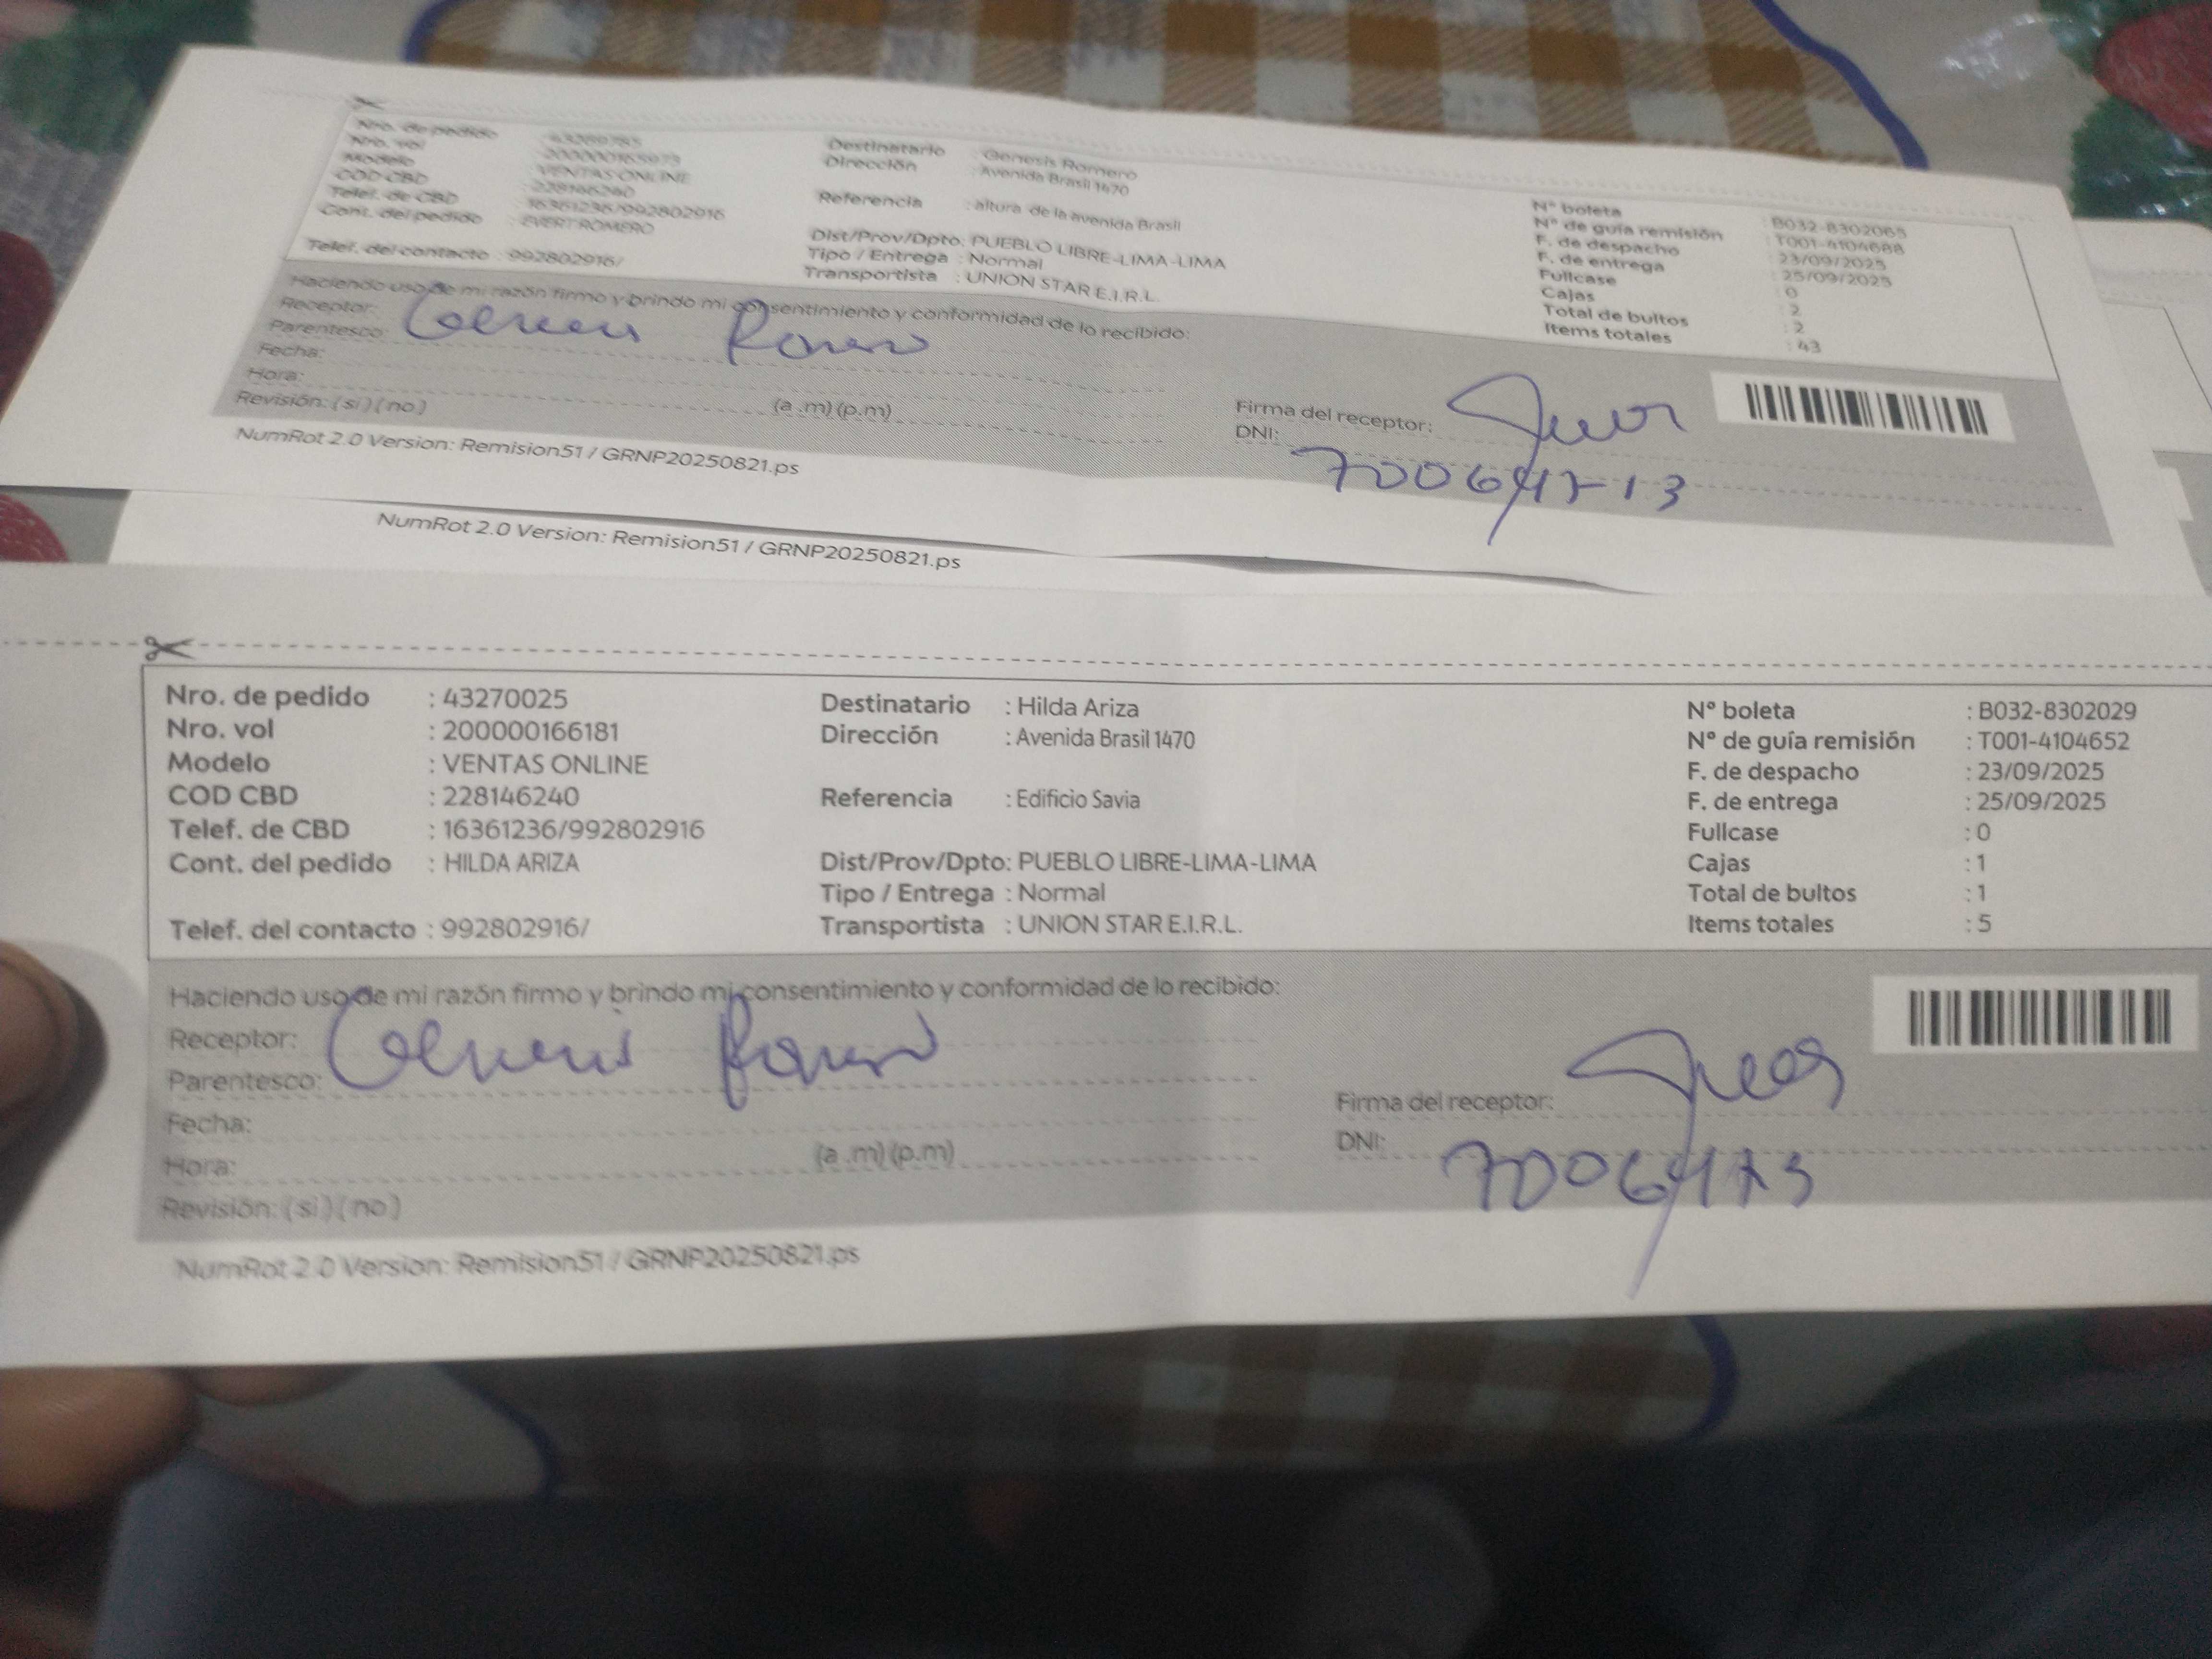 Nro. de pedido
Nro. vol
Modelo : VENTAS ONLINE
COD CBD : 228146240
Telef. de CBD : 16361236/992802916
Cont. del pedido : EVERT ROMERO
Telef. del contacto : 992802916/
Destinatario : Genesis Romero
Dirección : Avenida Brasil 1470
Referencia : altura de la avenida Brasil
Dist/Prov/Dpto: PUEBLO LIBRE-LIMA-LIMA
Tipo / Entrega : Normal
Transportista : UNION STAR E.I.R.L.
N° boleta : B032-8302065
N° de guía remisión : T001-4104688
F. de despacho : 23/09/2025
F. de entrega : 25/09/2025
Fullcase : 0
Cajas : 2
Total de bultos : 2
Items totales : 43
Haciendo uso de mi razón firmo y brindo mi consentimiento y conformidad de lo recibido:
Receptor: Genesis Romero
Parentesco:
Fecha:
Hora: (a .m) (p.m)
Revisión: ( si ) ( no )
Firma del receptor:
DNI:
NumRot 2.0 Version: Remision51 / GRNP20250821.ps
NumRot 2.0 Version: Remision51 / GRNP20250821.ps
Nro. de pedido : 43270025
Nro. vol : 200000166181
Modelo : VENTAS ONLINE
COD CBD : 228146240
Telef. de CBD : 16361236/992802916
Cont. del pedido : HILDA ARIZA
Telef. del contacto : 992802916/
Destinatario : Hilda Ariza
Dirección : Avenida Brasil 1470
Referencia : Edificio Savia
Dist/Prov/Dpto: PUEBLO LIBRE-LIMA-LIMA
Tipo / Entrega : Normal
Transportista : UNION STAR E.I.R.L.
N° boleta : B032-8302029
N° de guía remisión : T001-4104652
F. de despacho : 23/09/2025
F. de entrega : 25/09/2025
Fullcase : 0
Cajas : 1
Total de bultos : 1
Items totales : 5
Haciendo uso de mi razón firmo y brindo mi consentimiento y conformidad de lo recibido:
Receptor: Genesis Romero
Parentesco:
Fecha:
Hora: (a .m) (p.m)
Revisión: ( si ) ( no )
Firma del receptor:
DNI:
NumRot 2.0 Version: Remision51 / GRNP20250821.ps